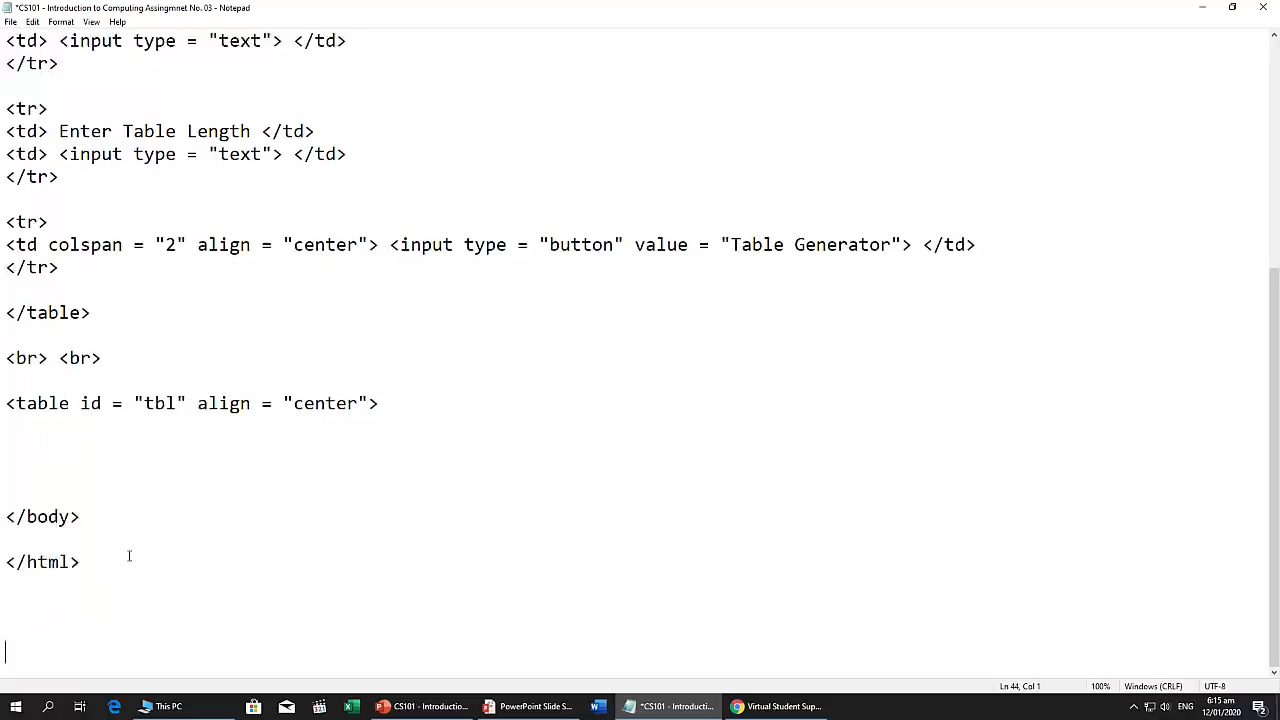 *CS101 - Introduction to Computing Assingmnet No. 03 - Notepad
File Edit Format View Help
<td> <input type = "text"> </td>
</tr>
<tr>
<td> Enter Table Length </td>
<td> <input type = "text"> </td>
</tr>
<tr>
<td colspan = "2" align = "center"> <input type = "button" value = "Table Generator"> </td>
</tr>
</table>
<br> <br>
<table id = "tbl" align = "center">
</body>
</html>
Ln 44, Col 1 100% Windows (CRLF) UTF-8
This PC CS101 - Introductio... PowerPoint Slide S... *CS101 - Introducti... Virtual Student Sup... ENG 6:15 am
12/01/2020 2